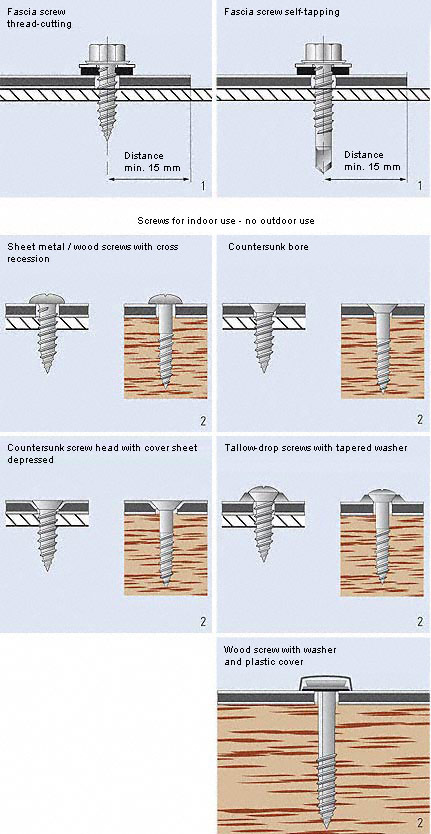 Fascia screw
thread-cutting
Distance
min. 15 mm
1
Fascia screw self-tapping
Distance
min. 15 mm
1
Screws for indoor use - no outdoor use
Sheet metal / wood screws with cross
recession
2
Countersunk bore
2
Countersunk screw head with cover sheet
depressed
2
Tallow-drop screws with tapered washer
2
Wood screw with washer
and plastic cover
2